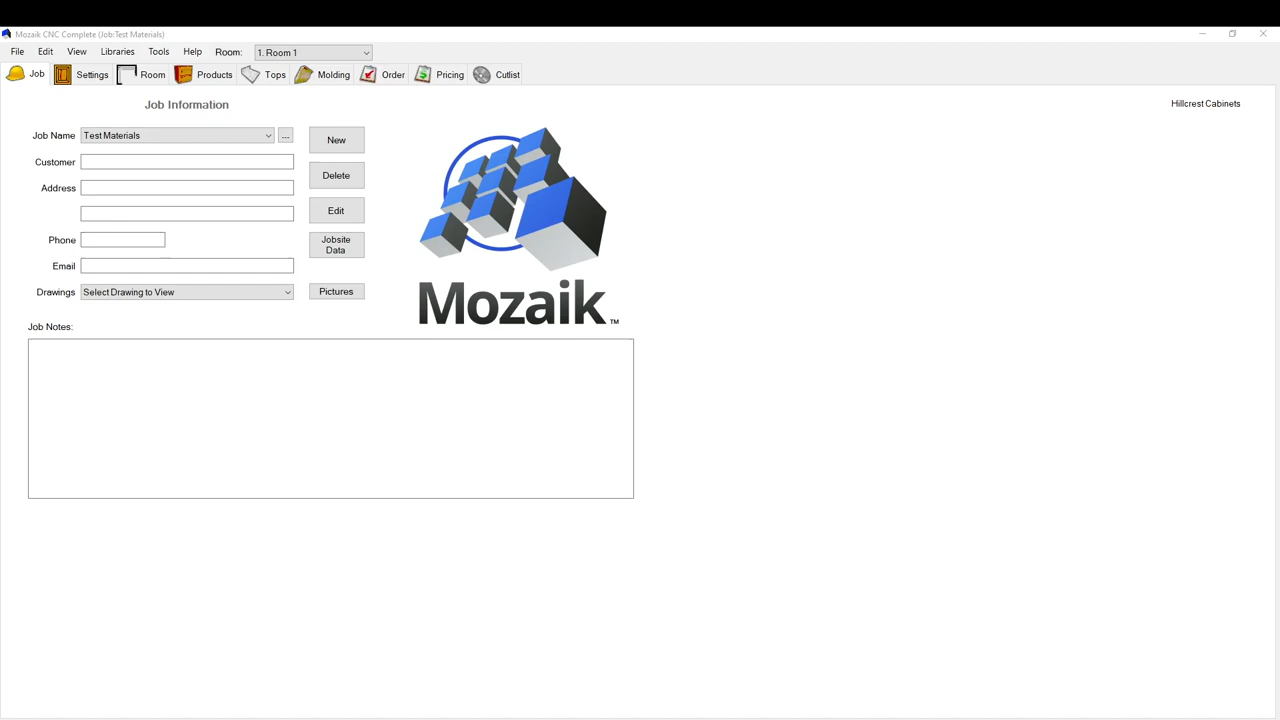 Mozaik CNC Complete (Job:Test Materials)
File Edit View Libraries Tools Help Room: 1. Room 1
Job Settings Room Products Tops Molding Order Pricing Cutlist
Job Information
Hillcrest Cabinets
Job Name Test Materials ... New
Customer
Delete
Address
Edit
Phone
Jobsite
Data
Email
Drawings Select Drawing to View Pictures
Mozaik™
Job Notes: